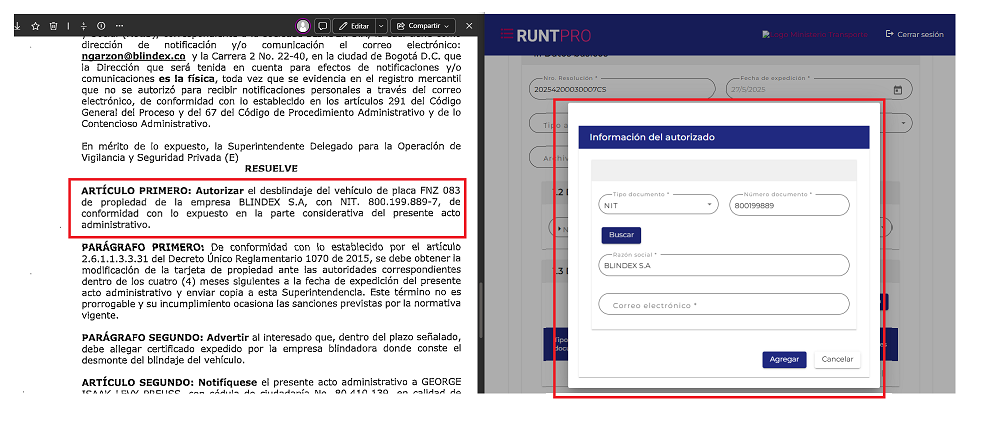 Editar
Compartir
dirección de notificación y/o comunicación el correo electrónico:
ngarzon@blindex.co y la Carrera 2 No. 22-40, en la ciudad de Bogotá D.C. que
la Dirección que será tenida en cuenta para efectos de notificaciones y/o
comunicaciones es la física, toda vez que se evidencia en el registro mercantil
que no se autorizó para recibir notificaciones personales a través del correo
electrónico, de conformidad con lo establecido en los artículos 291 del Código
General del Proceso y del 67 del Código de Procedimiento Administrativo y de lo
Contencioso Administrativo.
En mérito de lo expuesto, la Superintendente Delegado para la Operación de
Vigilancia y Seguridad Privada (E)
RESUELVE
ARTÍCULO PRIMERO: Autorizar el desblindaje del vehículo de placa FNZ 083
de propiedad de la empresa BLINDEX S.A, con NIT. 800.199.889-7, de
conformidad con lo expuesto en la parte considerativa del presente acto
administrativo.
PARÁGRAFO PRIMERO: De conformidad con lo establecido por el artículo
2.6.1.1.3.3.31 del Decreto Único Reglamentario 1070 de 2015, se debe obtener la
modificación de la tarjeta de propiedad ante las autoridades correspondientes
dentro de los cuatro (4) meses siguientes a la fecha de expedición del presente
acto administrativo y enviar copia a esta Superintendencia. Este término no es
prorrogable y su incumplimiento ocasiona las sanciones previstas por la normativa
vigente.
PARÁGRAFO SEGUNDO: Advertir al interesado que, dentro del plazo señalado,
debe allegar certificado expedido por la empresa blindadora donde conste el
desmonte del blindaje del vehículo.
ARTÍCULO SEGUNDO: Notifíquese el presente acto administrativo a GEORGE
RUNTPRO
Cerrar sesión
Nro. Resolución *
20254200030007CS
Fecha de expedición *
27/5/2025
Tipo a
Archiv
Información del autorizado
Tipo documento *
NIT
Número documento *
800199889
Buscar
Razón social *
BLINDEX S.A
Correo electrónico *
Agregar
Cancelar